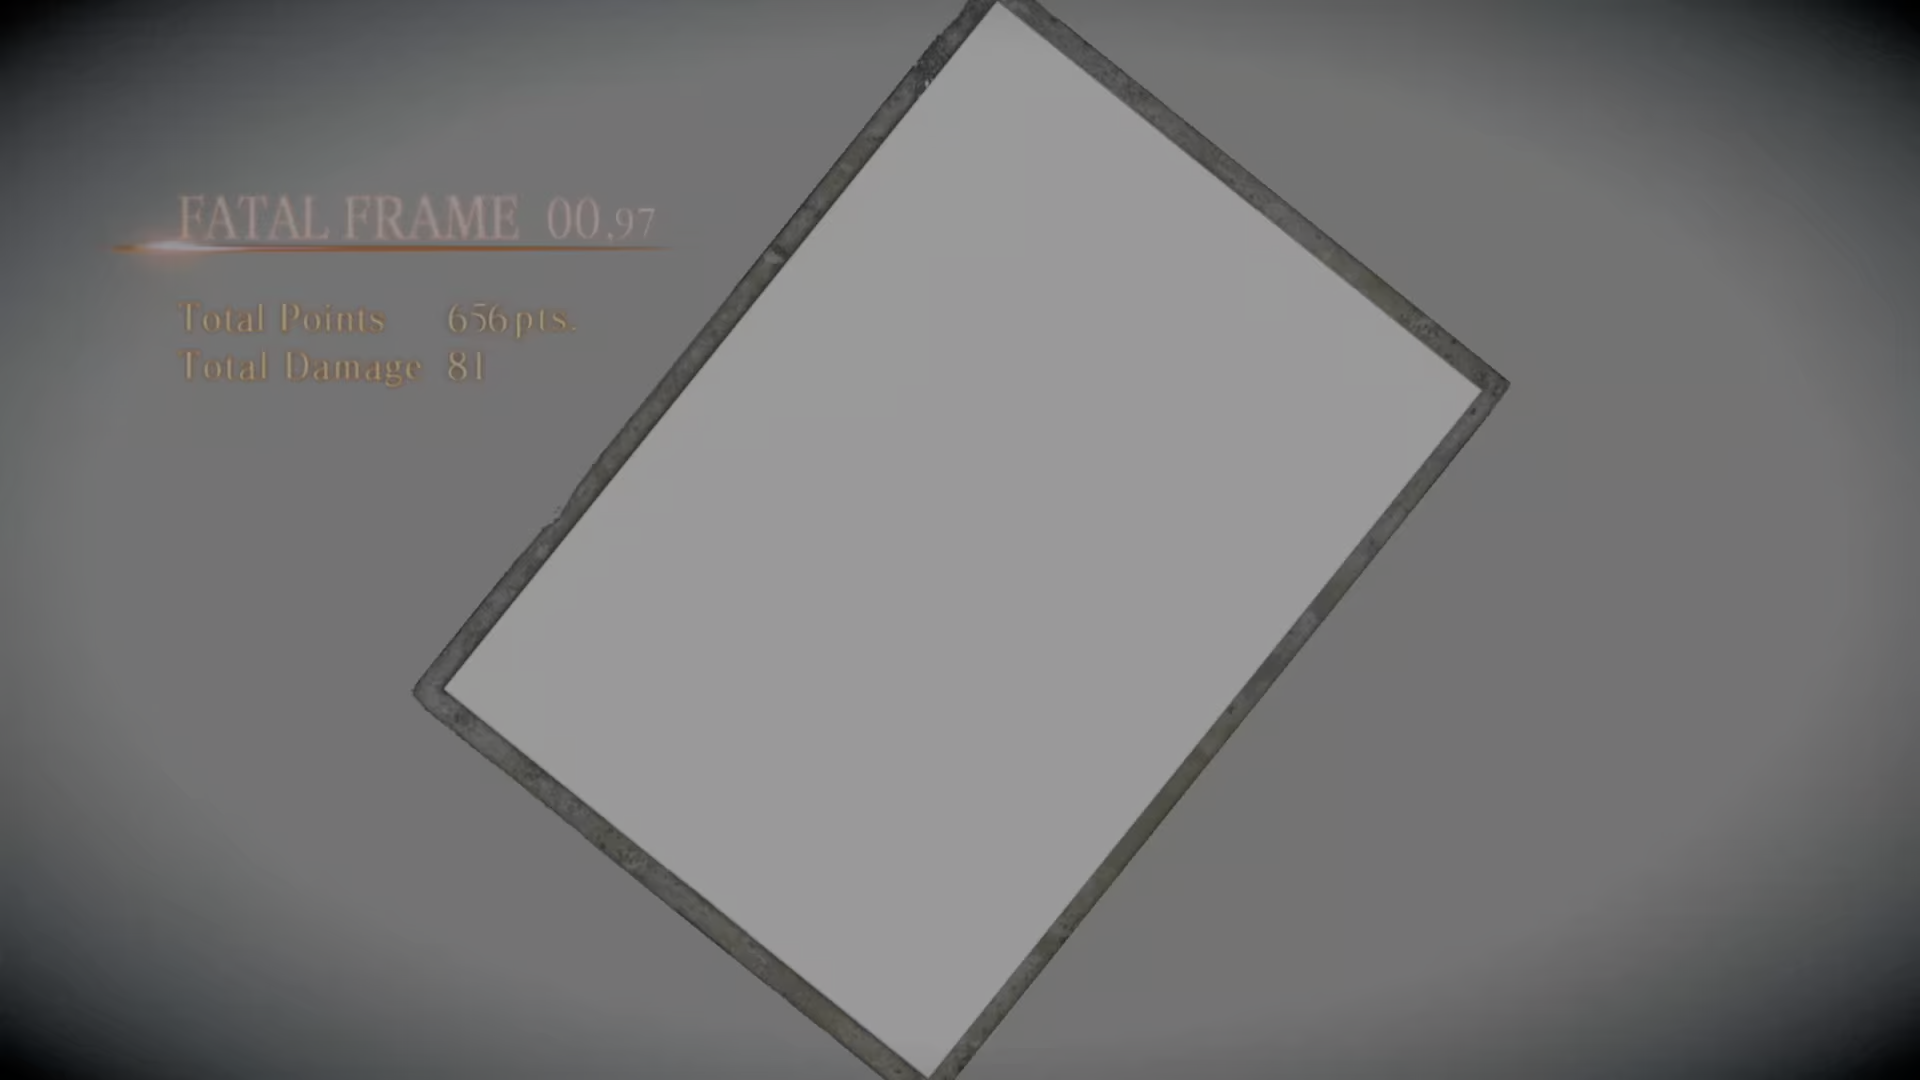 FATAL FRAME 00.97
Total Points 656pts.
Total Damage 81